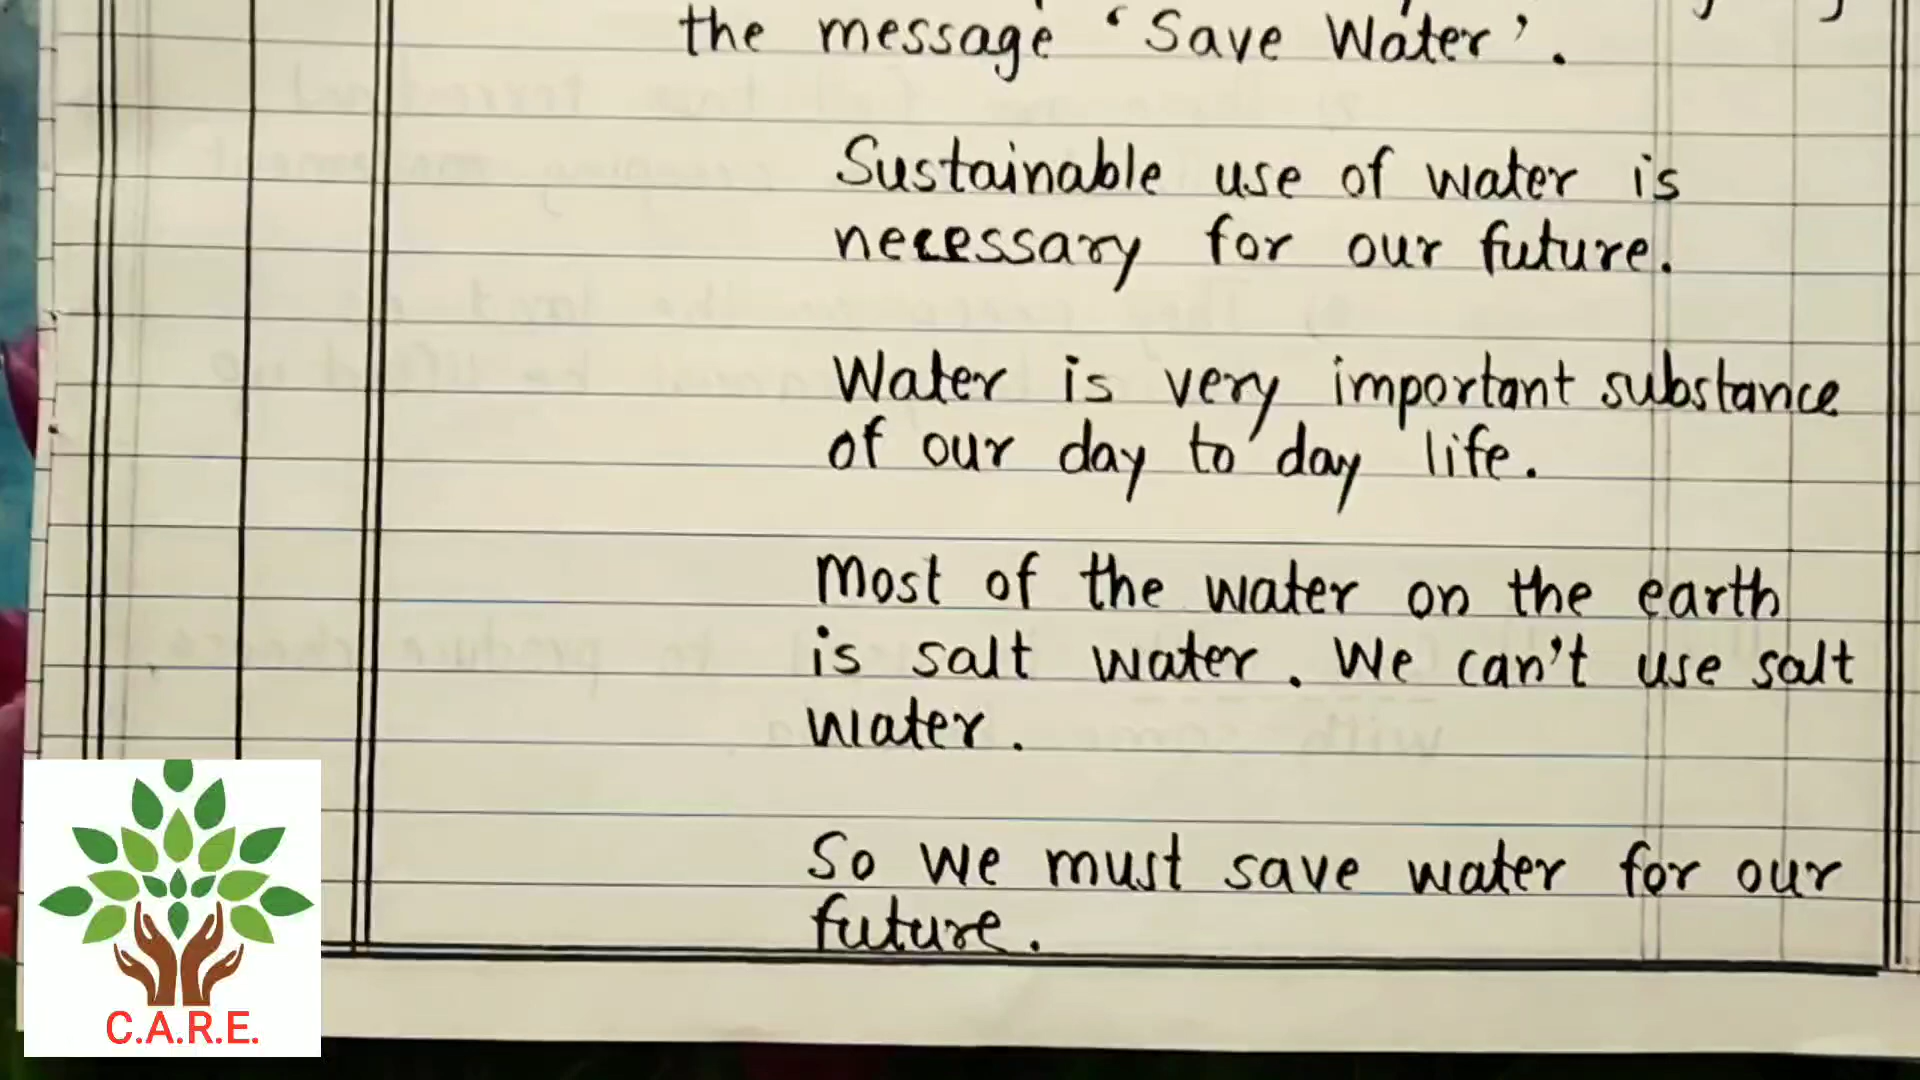 the message 'Save Water'.
Sustainable use of water is
necessary for our future.
Water is very important substance
of our day to day life.
Most of the water on the earth
is salt water. We can't use salt
water.
So we must save water for our
future.
C.A.R.E.